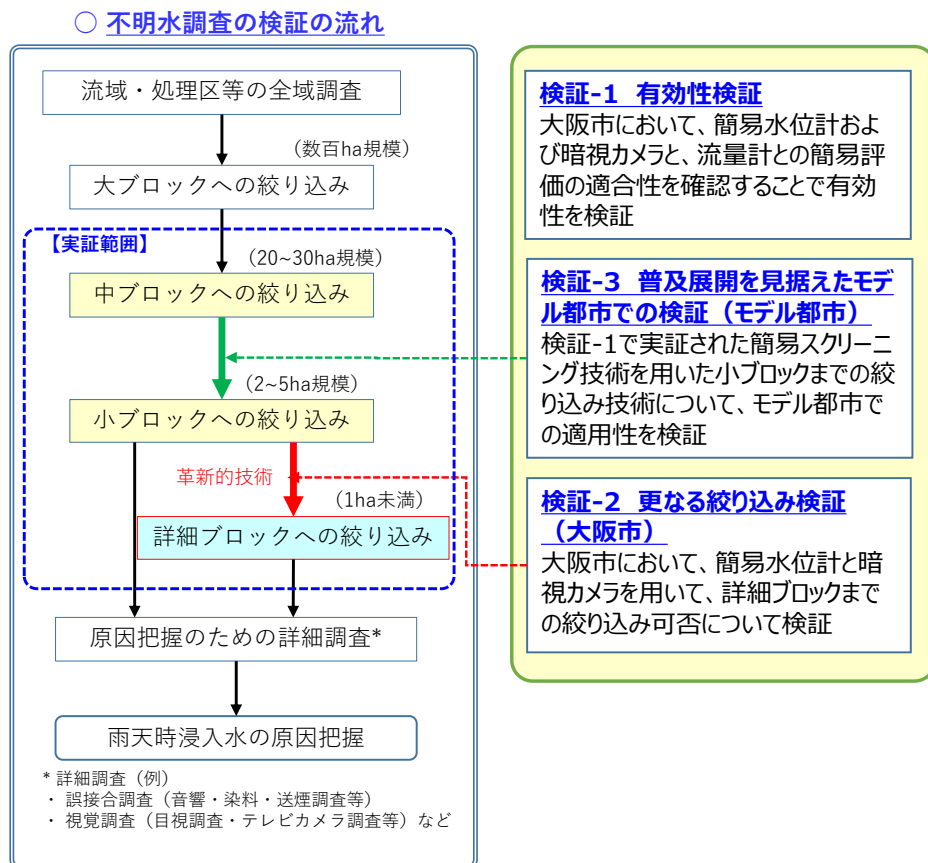 ○ 不明水調査の検証の流れ
流域・処理区等の全域調査
(数百ha規模)
大ブロックへの絞り込み
【実証範囲】
(20~30ha規模)
中ブロックへの絞り込み
(2~5ha規模)
小ブロックへの絞り込み
革新的技術
(1ha未満)
詳細ブロックへの絞り込み
原因把握のための詳細調査*
雨天時浸入水の原因把握
* 詳細調査（例）
・ 誤接合調査（音響・染料・送煙調査等）
・ 視覚調査（目視調査・テレビカメラ調査等）など
検証-1 有効性検証
大阪市において、簡易水位計およ
び暗視カメラと、流量計との簡易評
価の適合性を確認することで有効
性を検証
検証-3 普及展開を見据えたモデ
ル都市での検証（モデル都市）
検証-1で実証された簡易スクリーニ
ング技術を用いた小ブロックまでの絞
り込み技術について、モデル都市で
の適用性を検証
検証-2 更なる絞り込み検証
（大阪市）
大阪市において、簡易水位計と暗
視カメラを用いて、詳細ブロックまで
の絞り込み可否について検証